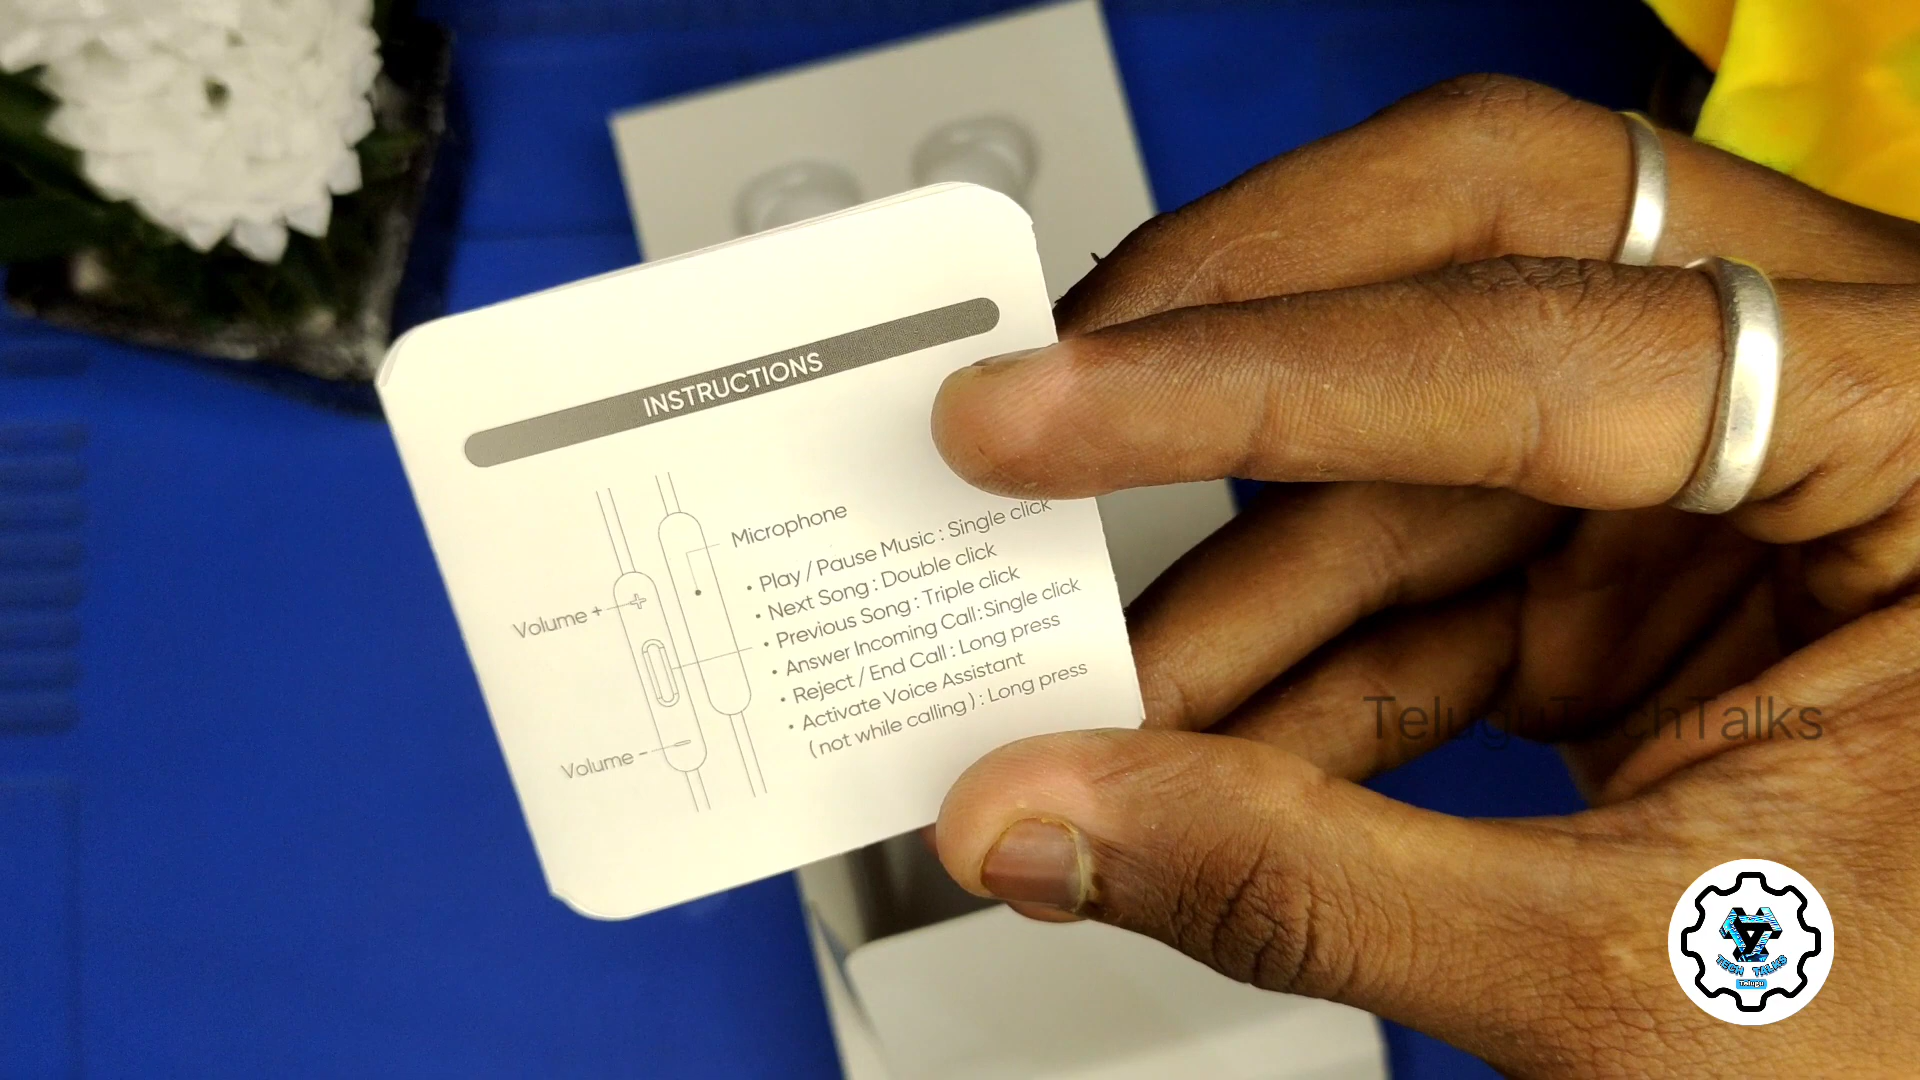 INSTRUCTIONS
Microphone
• Play / Pause Music : Single click
• Next Song : Double click
• Previous Song : Triple click
• Answer Incoming Call : Single click
• Reject / End Call : Long press
• Activate Voice Assistant
(not while calling) : Long press
Volume +
Volume -
TeluguTechTalks
TECH TALKS
Telugu